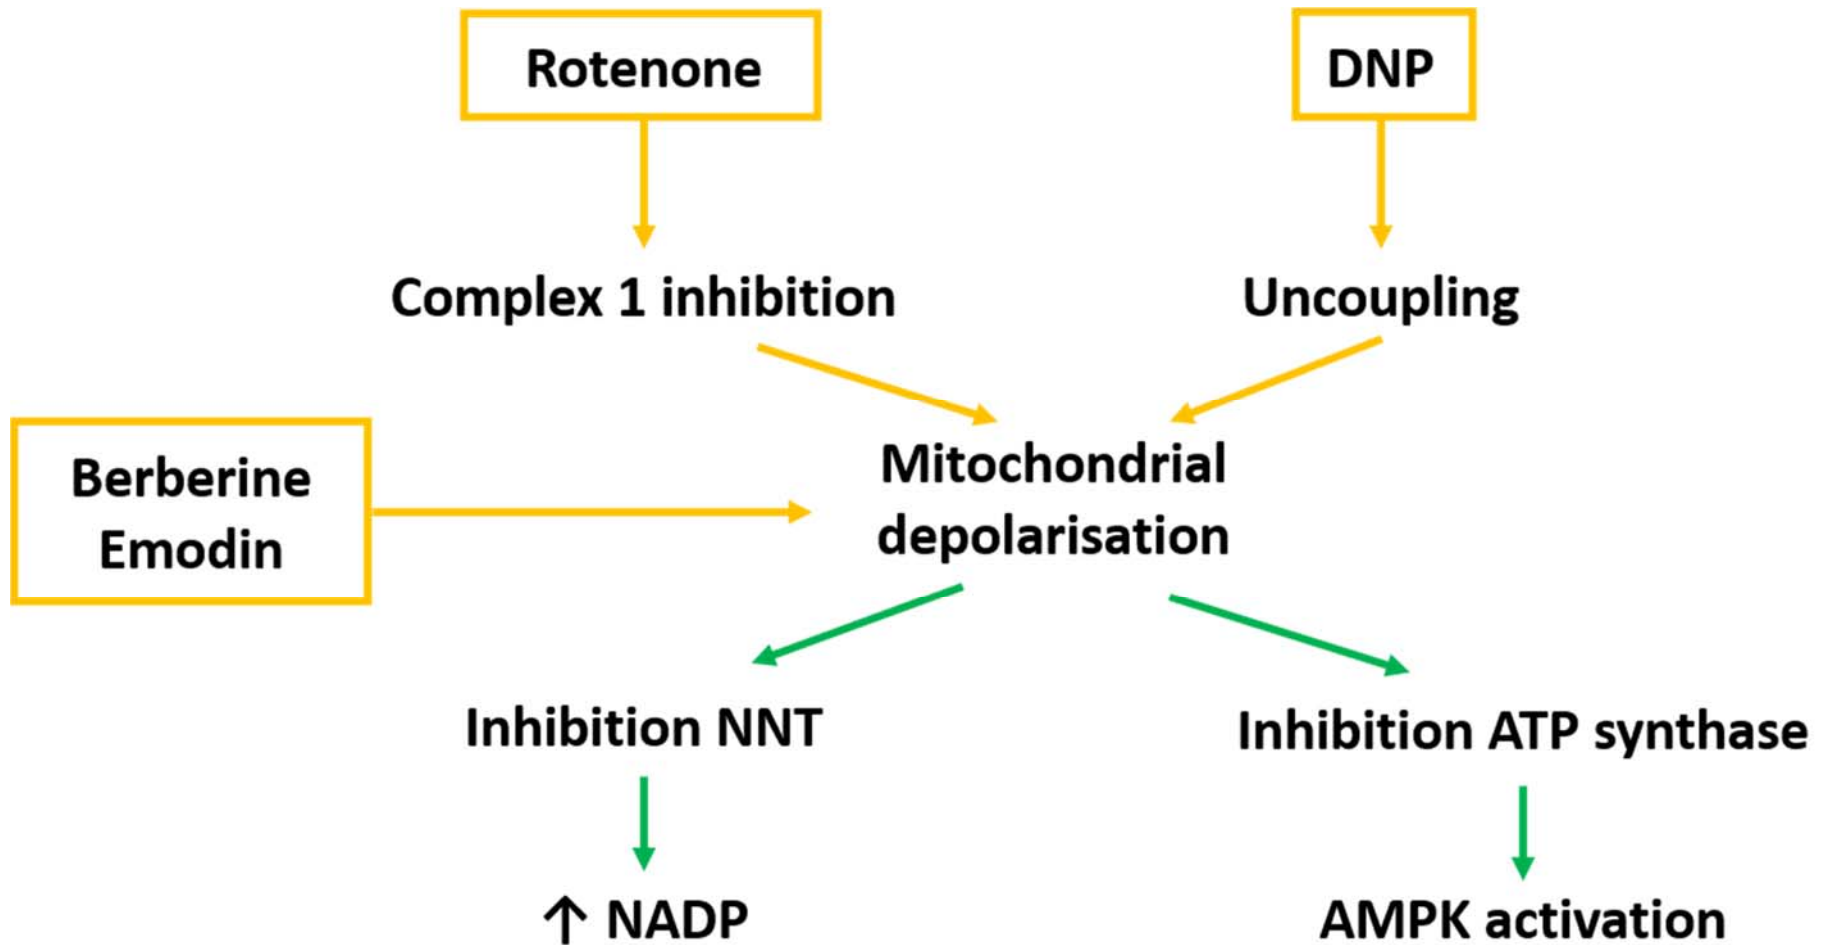 Rotenone
DNP
Complex 1 inhibition
Uncoupling
Berberine
Emodin
Mitochondrial
depolarisation
Inhibition NNT
Inhibition ATP synthase
↑ NADP
AMPK activation